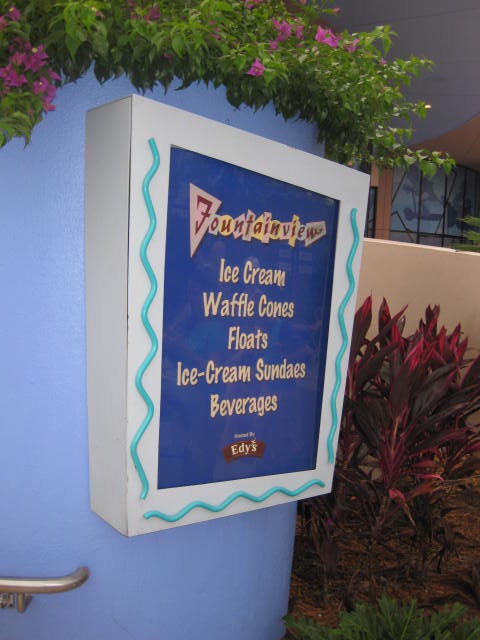 Fountainview
Ice Cream
Waffle Cones
Floats
Ice-Cream Sundaes
Beverages
Hosted By
Edy's